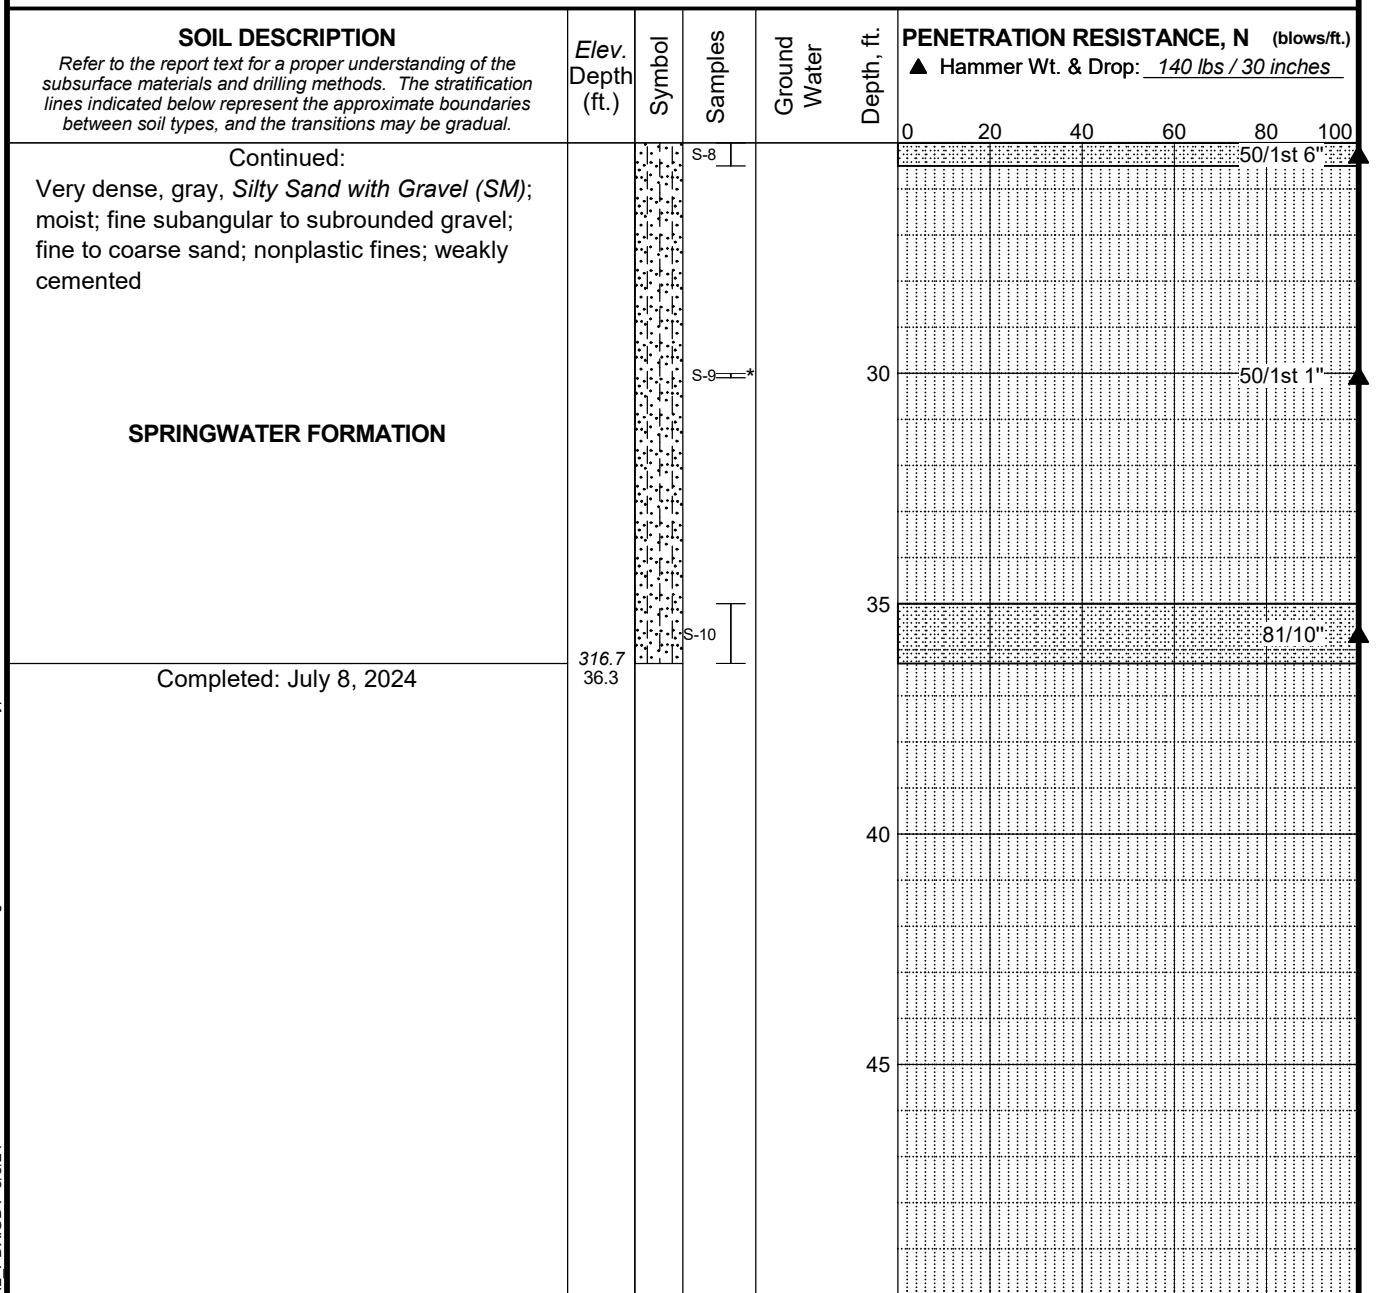 SOIL DESCRIPTION
Refer to the report text for a proper understanding of the
subsurface materials and drilling methods. The stratification
lines indicated below represent the approximate boundaries
between soil types, and the transitions may be gradual.
Elev.
Depth
(ft.)
Symbol
Samples
Ground
Water
Depth, ft.
PENETRATION RESISTANCE, N (blows/ft.)
▲ Hammer Wt. & Drop: 140 lbs / 30 inches
0 20 40 60 80 100
Continued:
Very dense, gray, Silty Sand with Gravel (SM);
moist; fine subangular to subrounded gravel;
fine to coarse sand; nonplastic fines; weakly
cemented
SPRINGWATER FORMATION
S-8
50/1st 6"
S-9 *
30
50/1st 1"
35
S-10
81/10"
316.7
36.3
Completed: July 8, 2024
40
45